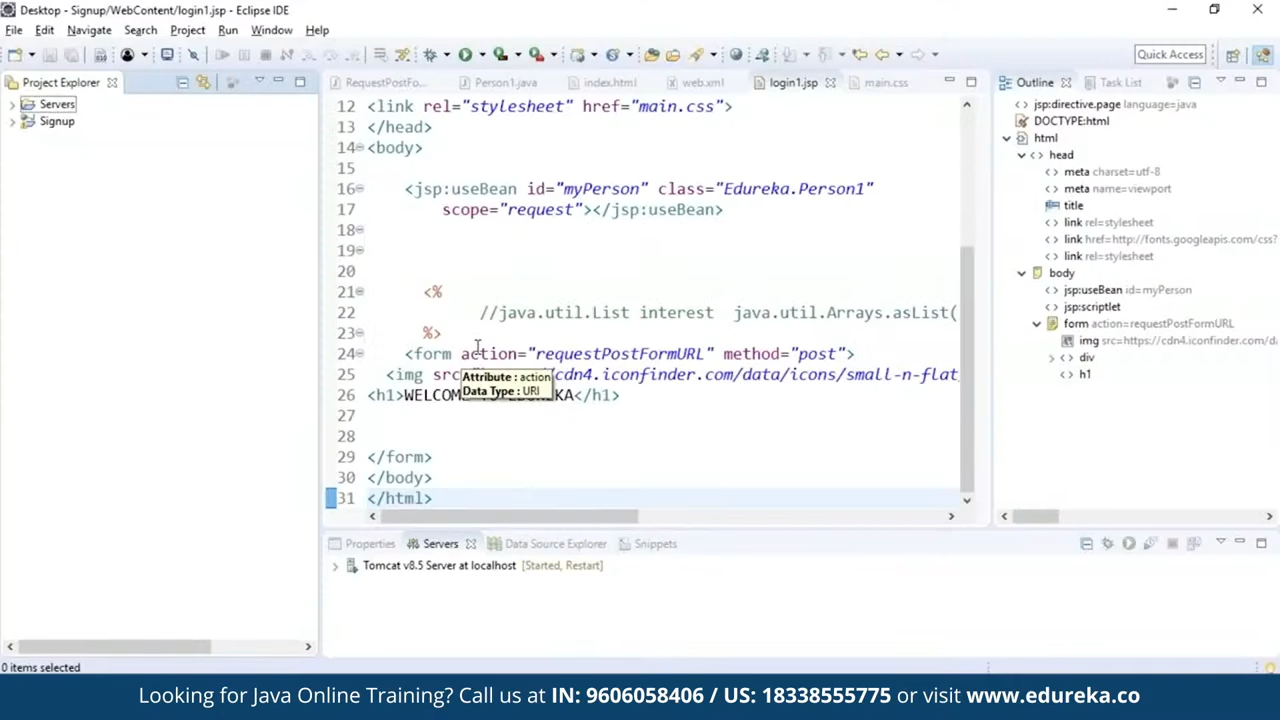 Desktop - Signup/WebContent/login1.jsp - Eclipse IDE
File Edit Navigate Search Project Run Window Help
Quick Access
Project Explorer
Servers
Signup
RequestPostFo... Person1.java index.html web.xml login1.jsp main.css
12 <link rel="stylesheet" href="main.css">
13 </head>
14 <body>
15
16 <jsp:useBean id="myPerson" class="Edureka.Person1"
17 scope="request"></jsp:useBean>
18
19
20
21 <%
22 //java.util.List interest java.util.Arrays.asList(
23 %>
24 <form action="requestPostFormURL" method="post">
25 <img src cdn4.iconfinder.com/data/icons/small-n-flat
26 <h1>WELCOME KA</h1>
27
28
29 </form>
30 </body>
31 </html>
Attribute : action
Data Type : URI
Outline Task List
jsp:directive.page language=java
DOCTYPE:html
html
head
meta charset=utf-8
meta name=viewport
title
link rel=stylesheet
link href=http://fonts.googleapis.com/css?
link rel=stylesheet
body
jsp:useBean id=myPerson
jsp:scriptlet
form action=requestPostFormURL
img src=https://cdn4.iconfinder.com/da
div
h1
Properties Servers Data Source Explorer Snippets
Tomcat v8.5 Server at localhost [Started, Restart]
0 items selected
Looking for Java Online Training? Call us at IN: 9606058406 / US: 18338555775 or visit www.edureka.co